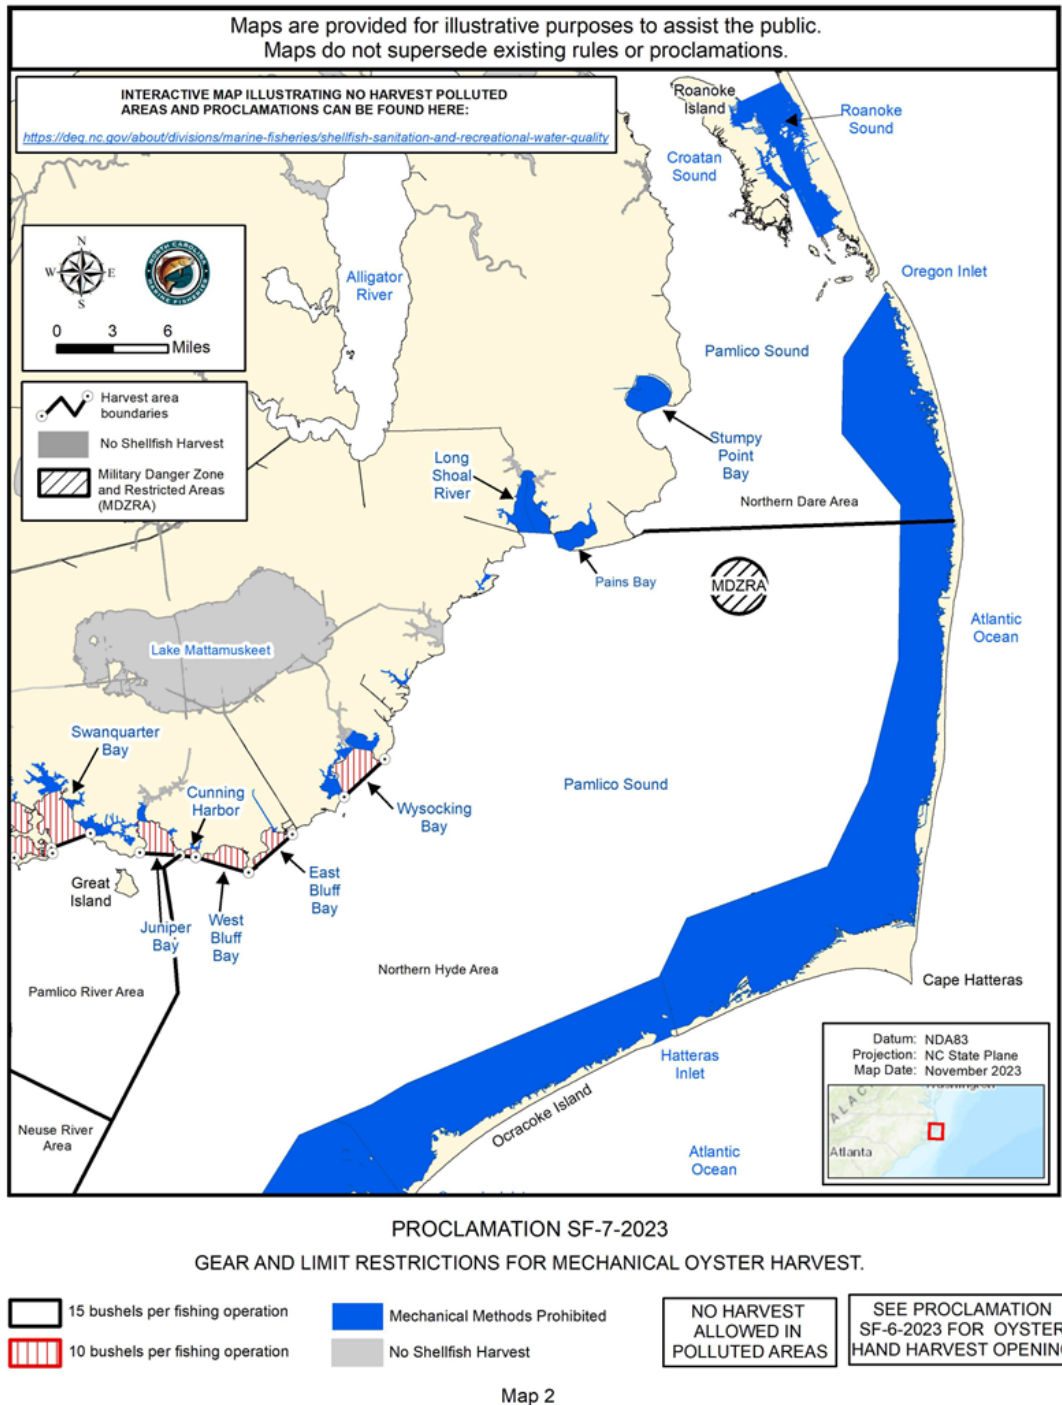 Maps are provided for illustrative purposes to assist the public.
Maps do not supersede existing rules or proclamations.
INTERACTIVE MAP ILLUSTRATING NO HARVEST POLLUTED
AREAS AND PROCLAMATIONS CAN BE FOUND HERE:
https://deq.nc.gov/about/divisions/marine-fisheries/shellfish-sanitation-and-recreational-water-quality
Roanoke
Island
Roanoke
Sound
Croatan
Sound
N
W
E
S
NORTH CAROLINA
MARINE FISHERIES
0 3 6
Miles
Alligator
River
Oregon Inlet
Pamlico Sound
Harvest area
boundaries
No Shellfish Harvest
Military Danger Zone
and Restricted Areas
(MDZRA)
Long
Shoal
River
Stumpy
Point
Bay
Northern Dare Area
Pains Bay
MDZRA
Atlantic
Ocean
Lake Mattamuskeet
Swanquarter
Bay
Cunning
Harbor
Wysocking
Bay
Pamlico Sound
Great
Island
East
Bluff
Bay
Juniper
Bay
West
Bluff
Bay
Northern Hyde Area
Pamlico River Area
Cape Hatteras
Hatteras
Inlet
Ocracoke Island
Neuse River
Area
Atlantic
Ocean
Datum: NDA83
Projection: NC State Plane
Map Date: November 2023
Washington
Atlanta
PROCLAMATION SF-7-2023
GEAR AND LIMIT RESTRICTIONS FOR MECHANICAL OYSTER HARVEST.
15 bushels per fishing operation
10 bushels per fishing operation
Mechanical Methods Prohibited
No Shellfish Harvest
NO HARVEST
ALLOWED IN
POLLUTED AREAS
SEE PROCLAMATION
SF-6-2023 FOR OYSTER
HAND HARVEST OPENING
Map 2